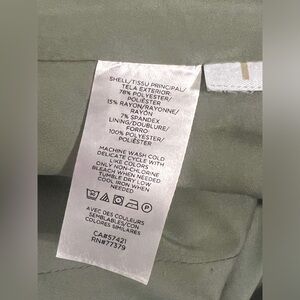 SHELL/TISSU PRINCIPAL/
TELA EXTERIOR:
78% POLYESTER/
POLIÉSTER
15% RAYON/RAYONNE/
RAYÓN
7% SPANDEX
LINING/DOUBLURE/
FORRO:
100% POLYESTER/
POLIÉSTER
MACHINE WASH COLD
DELICATE CYCLE WITH
LIKE COLORS
ONLY NON-CHLORINE
BLEACH WHEN NEEDED
TUMBLE DRY LOW
COOL IRON WHEN
NEEDED
P
AVEC DES COULEURS
SEMBLABLES/CON
COLORES SIMILARES
CA#57421
RN#77379